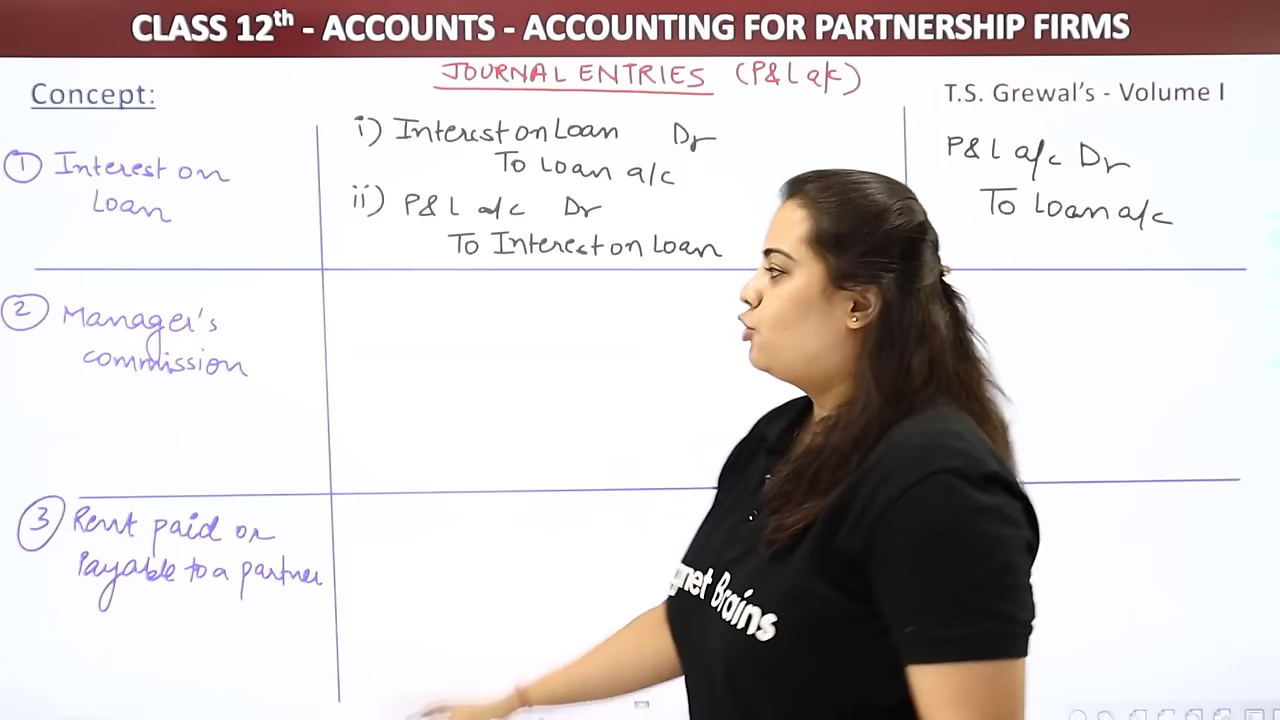 CLASS 12th - ACCOUNTS - ACCOUNTING FOR PARTNERSHIP FIRMS
JOURNAL ENTRIES (P&L a/c)
Concept:
T.S. Grewal's - Volume I
① Interest on
Loan
i) Interest on Loan Dr
To Loan a/c
ii) P&L a/c Dr
To Interest on Loan
P&L a/c Dr
To Loan a/c
② Manager's
commission
③ Rent paid or
Payable to a partner
gnet Brains